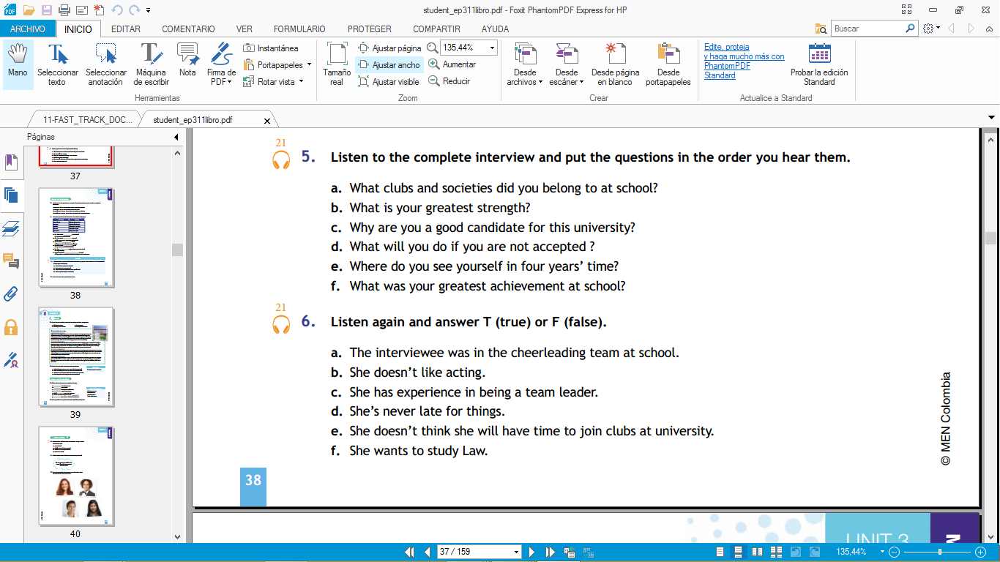 student_ep311libro.pdf - Foxit PhantomPDF Express for HP
ARCHIVO INICIO EDITAR COMENTARIO VER FORMULARIO PROTEGER COMPARTIR AYUDA Buscar
Mano
Seleccionar texto
Seleccionar anotación
Máquina de escribir
Nota
Firma de PDF
Instantánea
Portapapeles
Rotar vista
Herramientas
Tamaño real
Ajustar página
Ajustar ancho
Ajustar visible
135,44%
Aumentar
Reducir
Zoom
Desde archivos
Desde escáner
Desde página en blanco
Desde portapapeles
Crear
Edite, proteja
y haga mucho más con
PhantomPDF
Standard
Probar la edición Standard
Actualice a Standard
11-FAST_TRACK_DOC... student_ep311libro.pdf
Páginas
37
38
39
40
21
5. Listen to the complete interview and put the questions in the order you hear them.
a. What clubs and societies did you belong to at school?
b. What is your greatest strength?
c. Why are you a good candidate for this university?
d. What will you do if you are not accepted ?
e. Where do you see yourself in four years’ time?
f. What was your greatest achievement at school?
21
6. Listen again and answer T (true) or F (false).
a. The interviewee was in the cheerleading team at school.
b. She doesn’t like acting.
c. She has experience in being a team leader.
d. She’s never late for things.
e. She doesn’t think she will have time to join clubs at university.
f. She wants to study Law.
38
© MEN Colombia
UNIT 3
37 / 159
135,44%